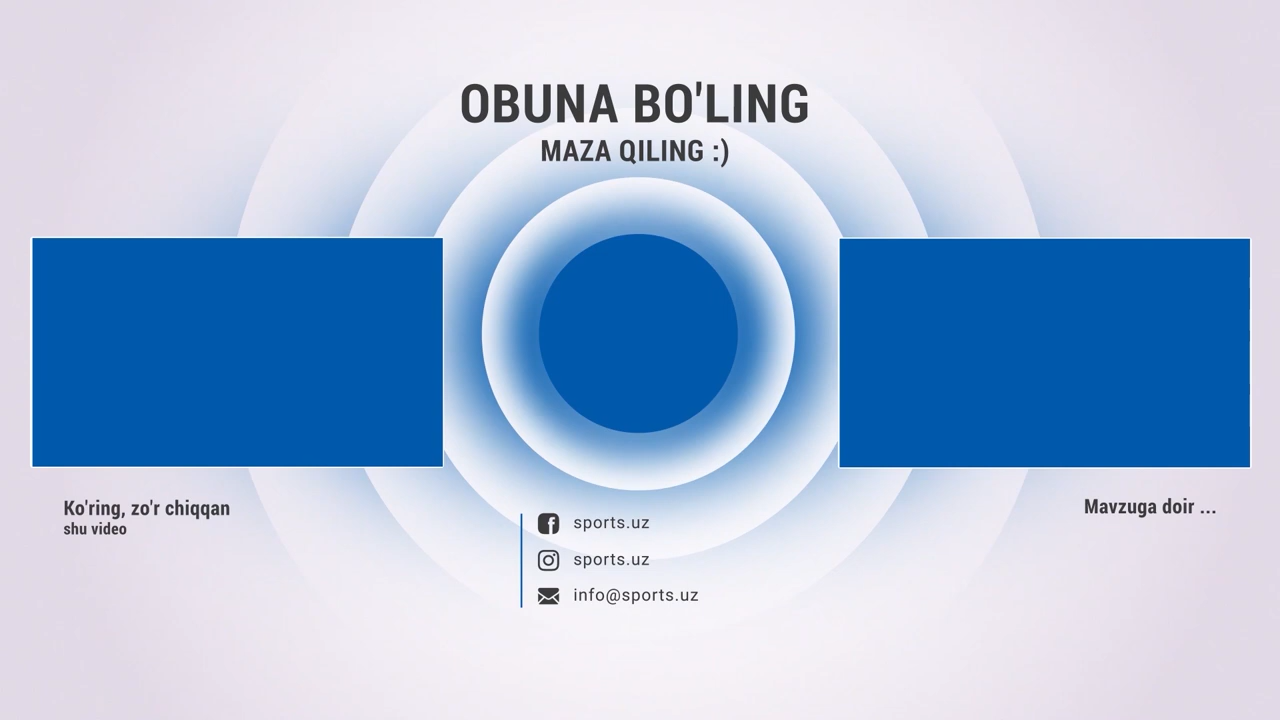 OBUNA BO'LING
MAZA QILING :)
Ko'ring, zo'r chiqqan
shu video
Mavzuga doir ...
sports.uz
sports.uz
info@sports.uz